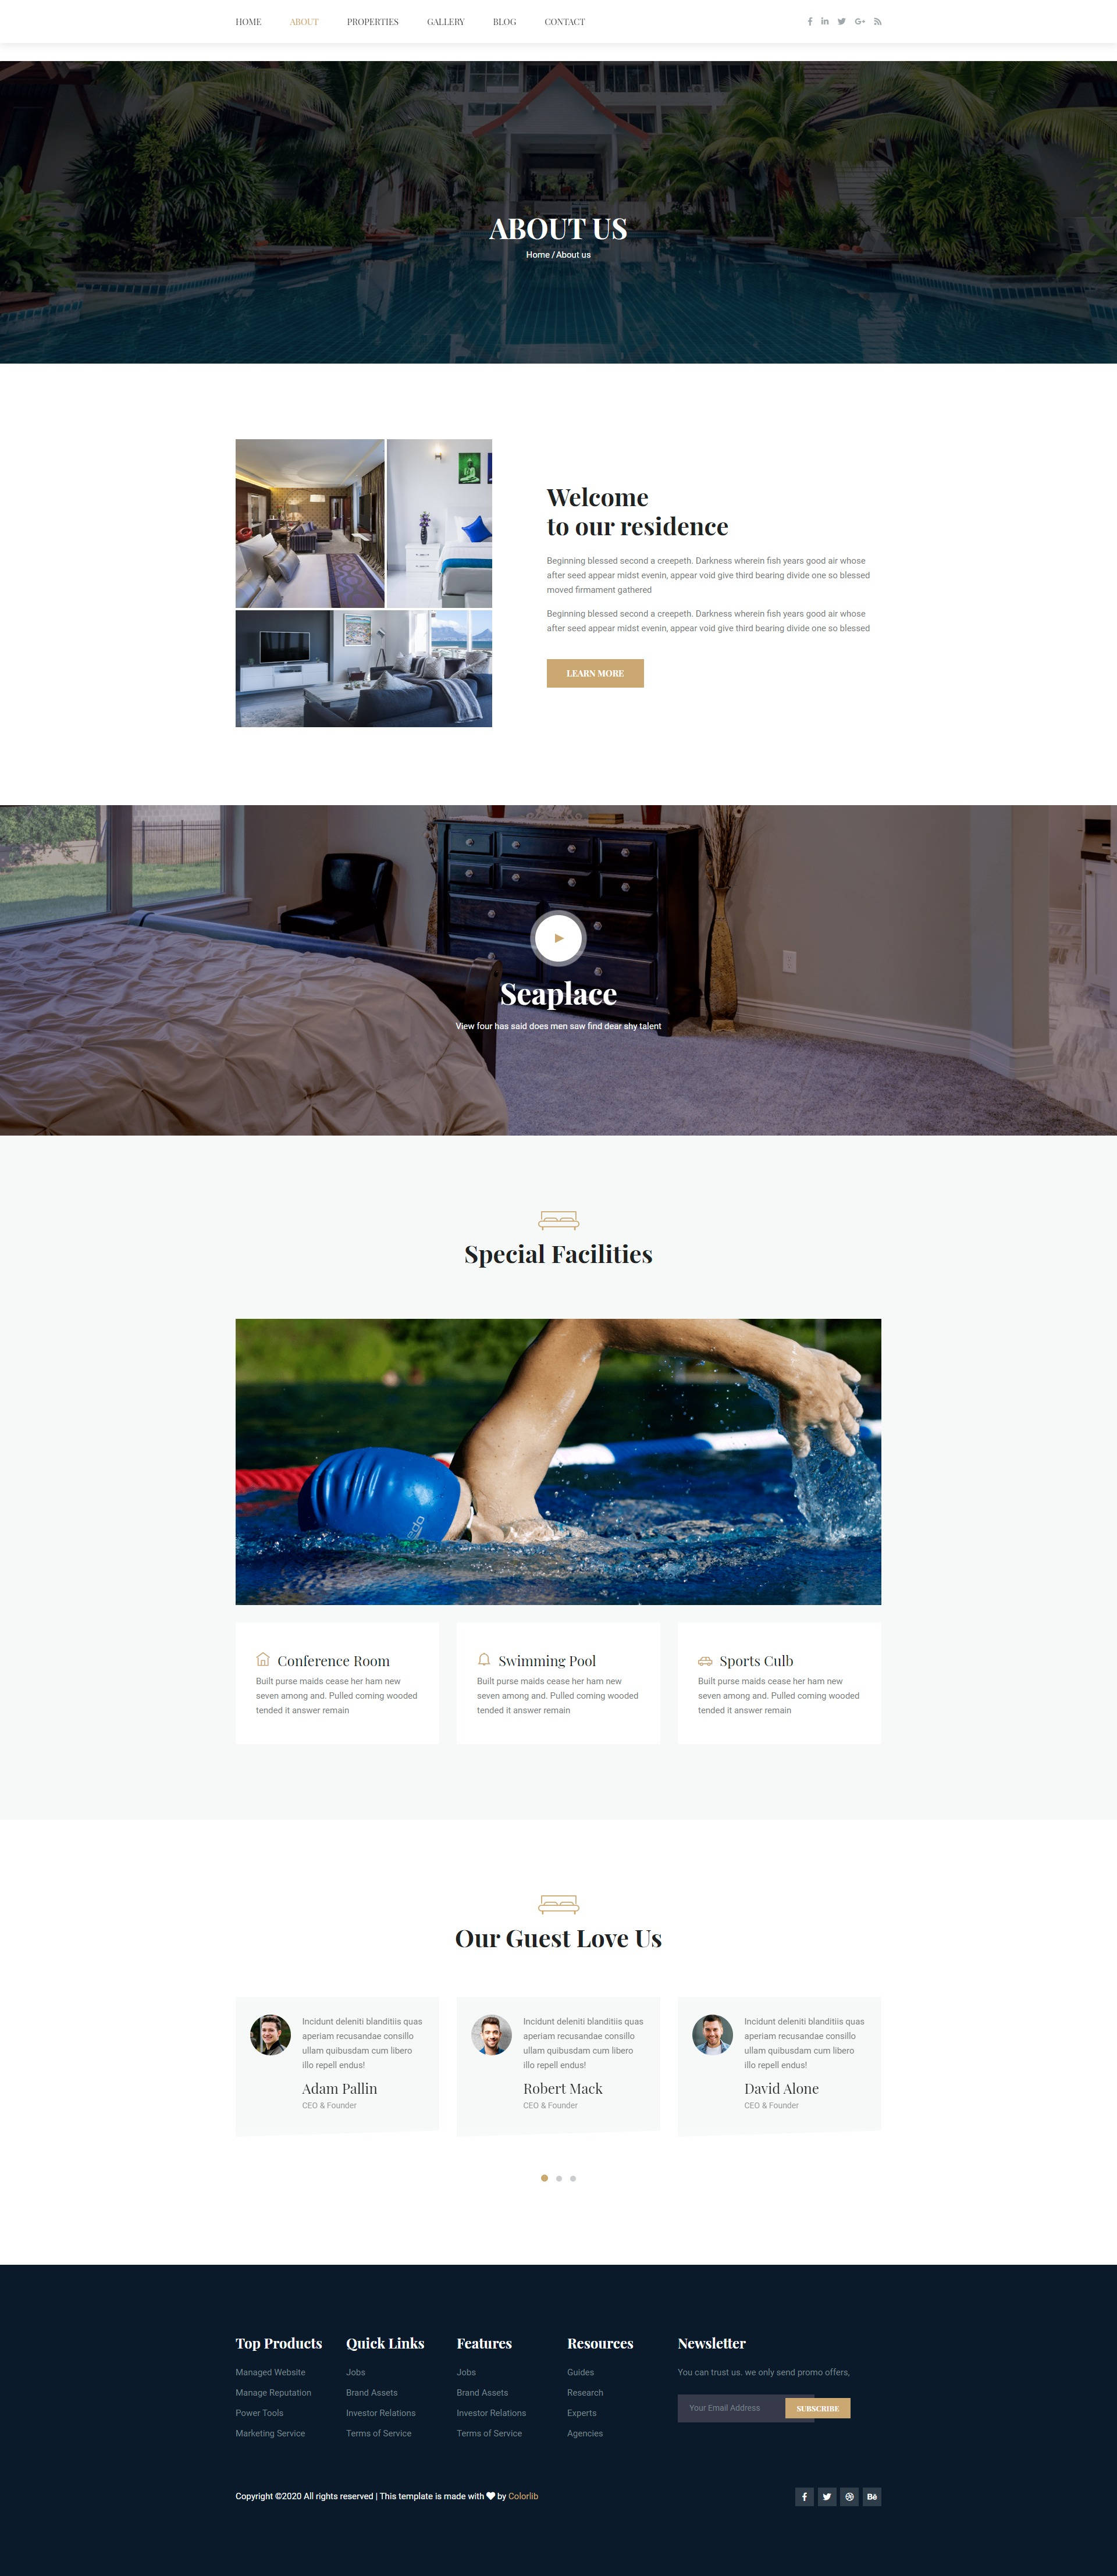 HOME ABOUT PROPERTIES GALLERY BLOG CONTACT
ABOUT US
Home / About us
Welcome
to our residence
Beginning blessed second a creepeth. Darkness wherein fish years good air whose
after seed appear midst evenin, appear void give third bearing divide one so blessed
moved firmament gathered
Beginning blessed second a creepeth. Darkness wherein fish years good air whose
after seed appear midst evenin, appear void give third bearing divide one so blessed
LEARN MORE
Seaplace
View four has said does men saw find dear shy talent
Special Facilities
Conference Room
Built purse maids cease her ham new
seven among and. Pulled coming wooded
tended it answer remain
Swimming Pool
Built purse maids cease her ham new
seven among and. Pulled coming wooded
tended it answer remain
Sports Culb
Built purse maids cease her ham new
seven among and. Pulled coming wooded
tended it answer remain
Our Guest Love Us
Incidunt deleniti blanditiis quas
aperiam recusandae consillo
ullam quibusdam cum libero
illo repell endus!
Adam Pallin
CEO & Founder
Incidunt deleniti blanditiis quas
aperiam recusandae consillo
ullam quibusdam cum libero
illo repell endus!
Robert Mack
CEO & Founder
Incidunt deleniti blanditiis quas
aperiam recusandae consillo
ullam quibusdam cum libero
illo repell endus!
David Alone
CEO & Founder
Top Products
Managed Website
Manage Reputation
Power Tools
Marketing Service
Quick Links
Jobs
Brand Assets
Investor Relations
Terms of Service
Features
Jobs
Brand Assets
Investor Relations
Terms of Service
Resources
Guides
Research
Experts
Agencies
Newsletter
You can trust us. we only send promo offers,
Your Email Address SUBSCRIBE
Copyright ©2020 All rights reserved | This template is made with by Colorlib